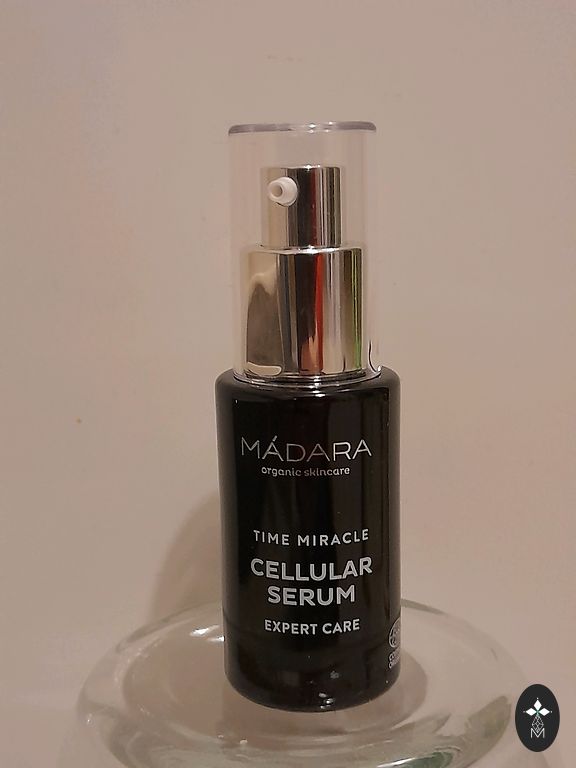 MÁDARA
organic skincare
TIME MIRACLE
CELLULAR
SERUM
EXPERT CARE